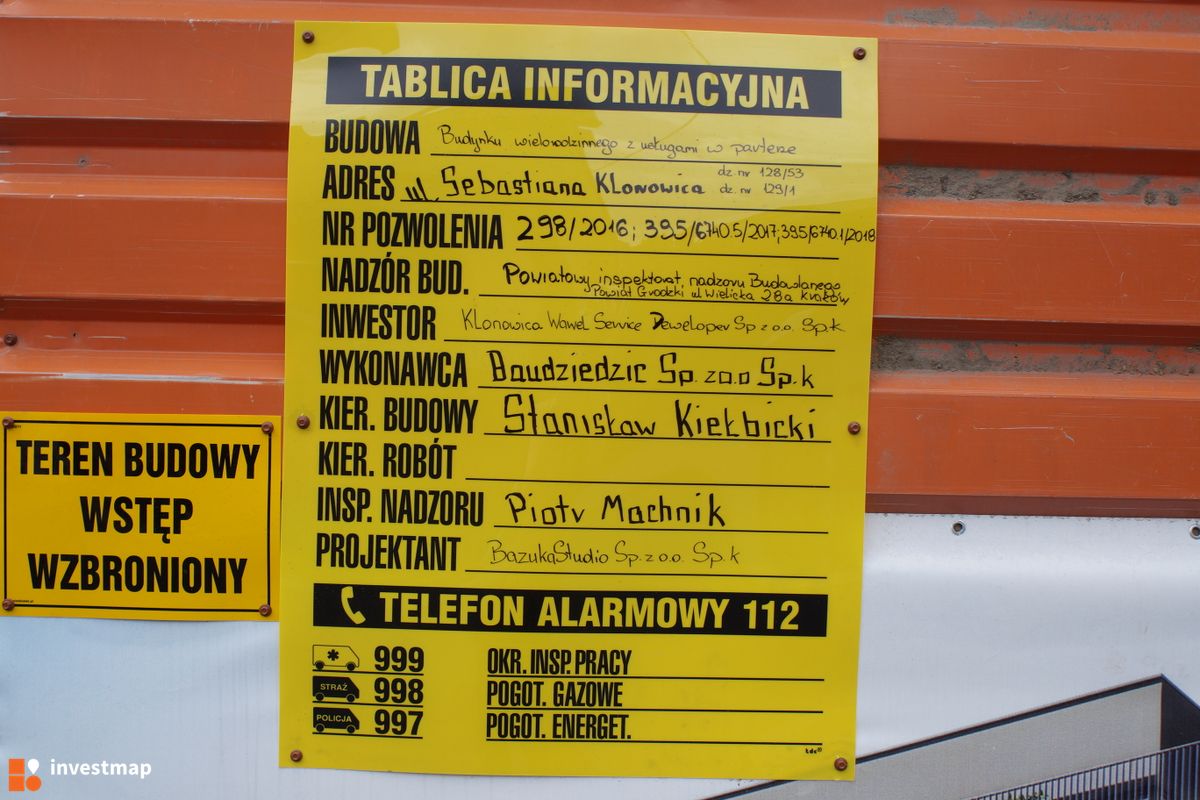 TABLICA INFORMACYJNA
BUDOWA Budynku wielorodzinnego z usługami w parterze
ADRES ul. Sebastiana Klonowica dz. nr 128/53
dz. nr 129/1
NR POZWOLENIA 298/2016; 395/6740.5/2017; 395/6740.1/2018
NADZÓR BUD. Powiatowy inspektorat nadzoru Budowlanego
Powiat Grodzki ul Wielicka 28a Kraków
INWESTOR Klonowica Wawel Service Deweloper Sp z o.o. Sp.k
WYKONAWCA Baudziedzic Sp. z o.o Sp.k
KIER. BUDOWY Stanisław Kiełbicki
KIER. ROBÓT
INSP. NADZORU Piotr Machnik
PROJEKTANT BazukaStudio Sp. z o.o. Sp.k
TELEFON ALARMOWY 112
999 OKR. INSP. PRACY
STRAŻ 998 POGOT. GAZOWE
POLICJA 997 POGOT. ENERGET.
tdc®
TEREN BUDOWY
WSTĘP
WZBRONIONY
investmap